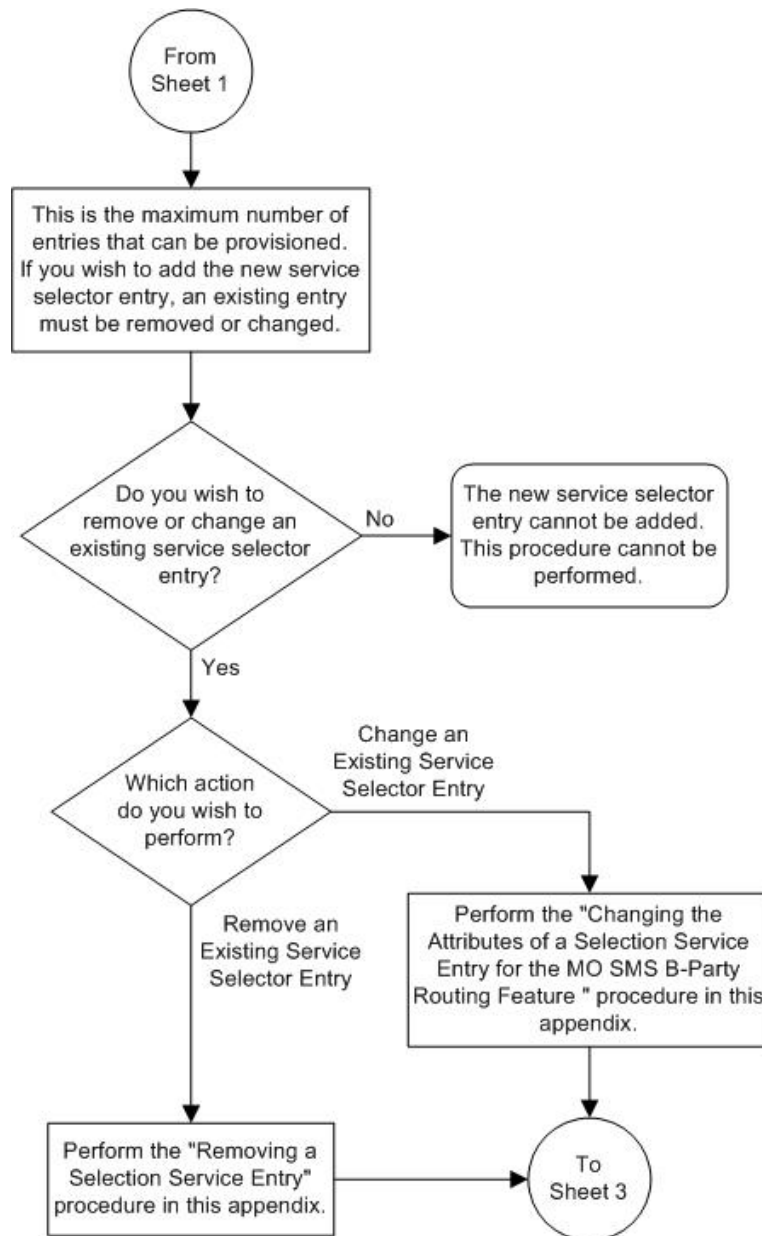 From
Sheet 1
This is the maximum number of
entries that can be provisioned.
If you wish to add the new service
selector entry, an existing entry
must be removed or changed.
Do you wish to
remove or change an
existing service selector
entry?
No
The new service selector
entry cannot be added.
This procedure cannot be
performed.
Yes
Which action
do you wish to
perform?
Change an
Existing Service
Selector Entry
Remove an
Existing Service
Selector Entry
Perform the "Changing the
Attributes of a Selection Service
Entry for the MO SMS B-Party
Routing Feature " procedure in this
appendix.
Perform the "Removing a
Selection Service Entry"
procedure in this appendix.
To
Sheet 3